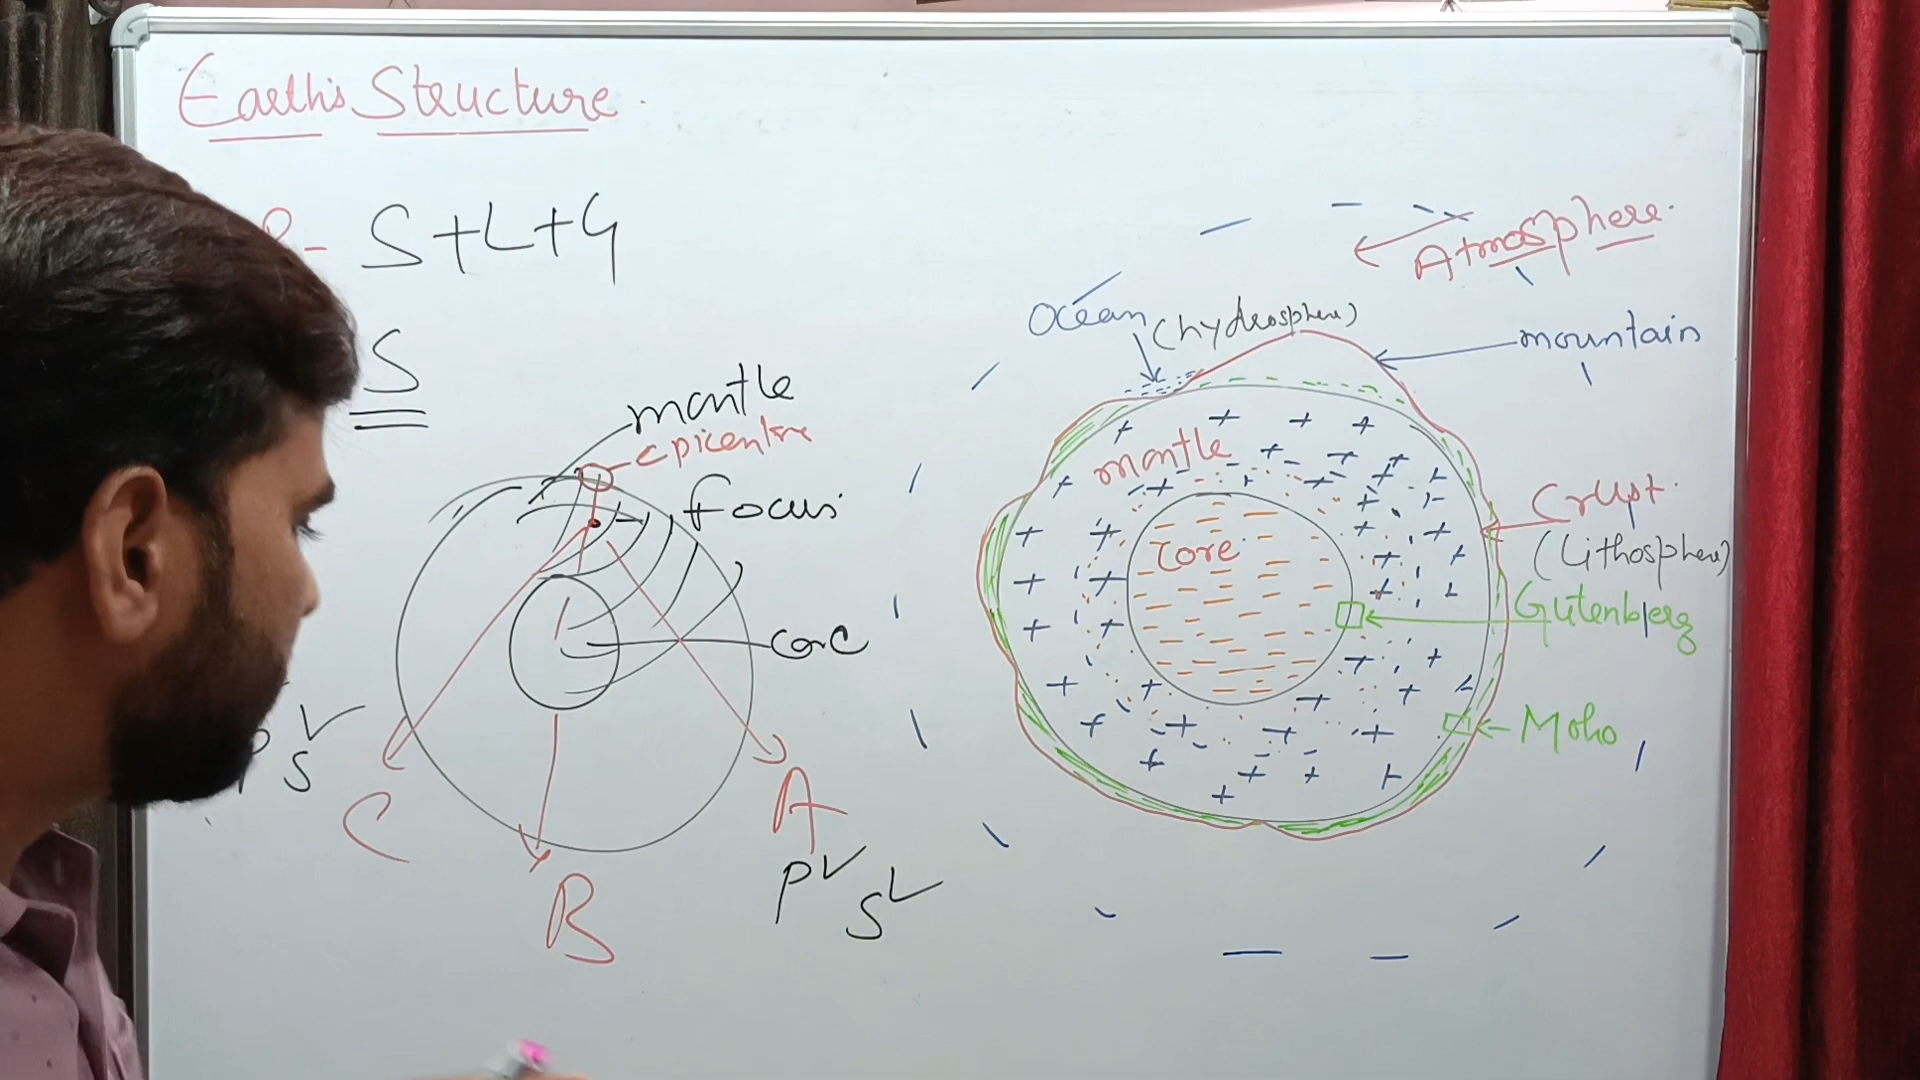 Earth's Structure.
P- S+L+G
S
mantle
epicentre
focus
core
P✓ S✓
C
B
A
P✓ S✓
Atmosphere.
Ocean (hydrosphere)
mountain
mantle
core
Crust.
(Lithosphere)
Gutenberg
Moho